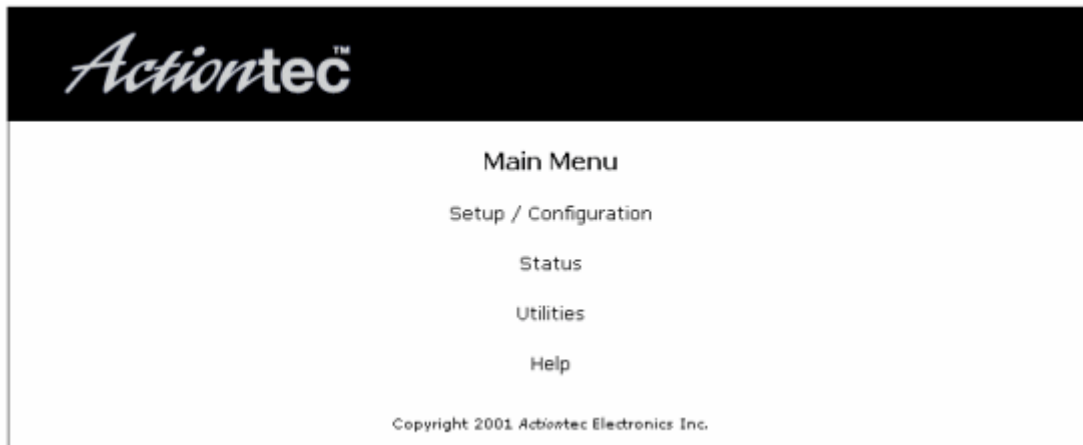 Actiontec™
Main Menu
Setup / Configuration
Status
Utilities
Help
Copyright 2001 Actiontec Electronics Inc.